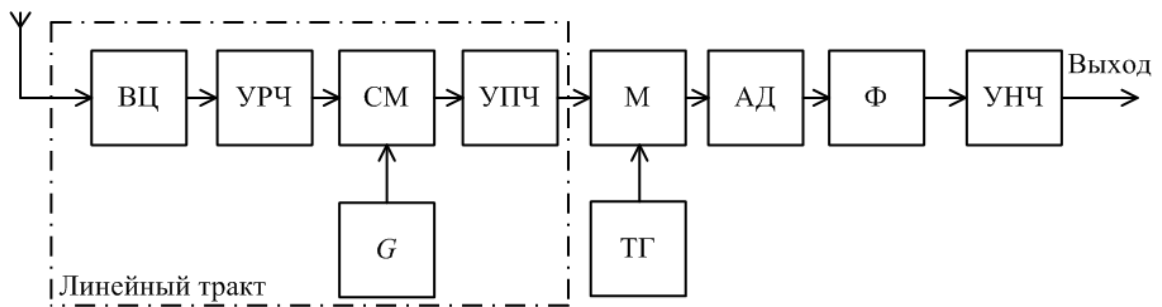 ВЦ
УРЧ
СМ
УПЧ
М
АД
Ф
УНЧ
Выход
G
ТГ
Линейный тракт